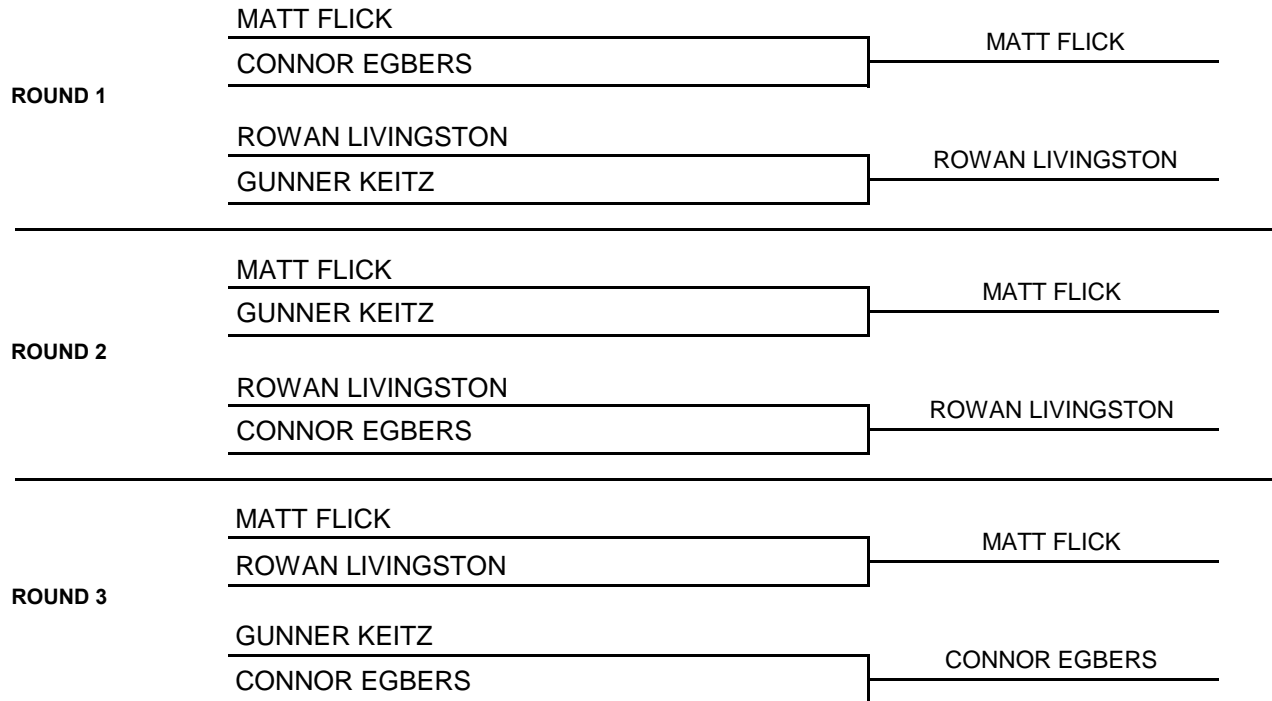 MATT FLICK
MATT FLICK
CONNOR EGBERS
ROUND 1
ROWAN LIVINGSTON
ROWAN LIVINGSTON
GUNNER KEITZ
MATT FLICK
MATT FLICK
GUNNER KEITZ
ROUND 2
ROWAN LIVINGSTON
ROWAN LIVINGSTON
CONNOR EGBERS
MATT FLICK
MATT FLICK
ROWAN LIVINGSTON
ROUND 3
GUNNER KEITZ
CONNOR EGBERS
CONNOR EGBERS